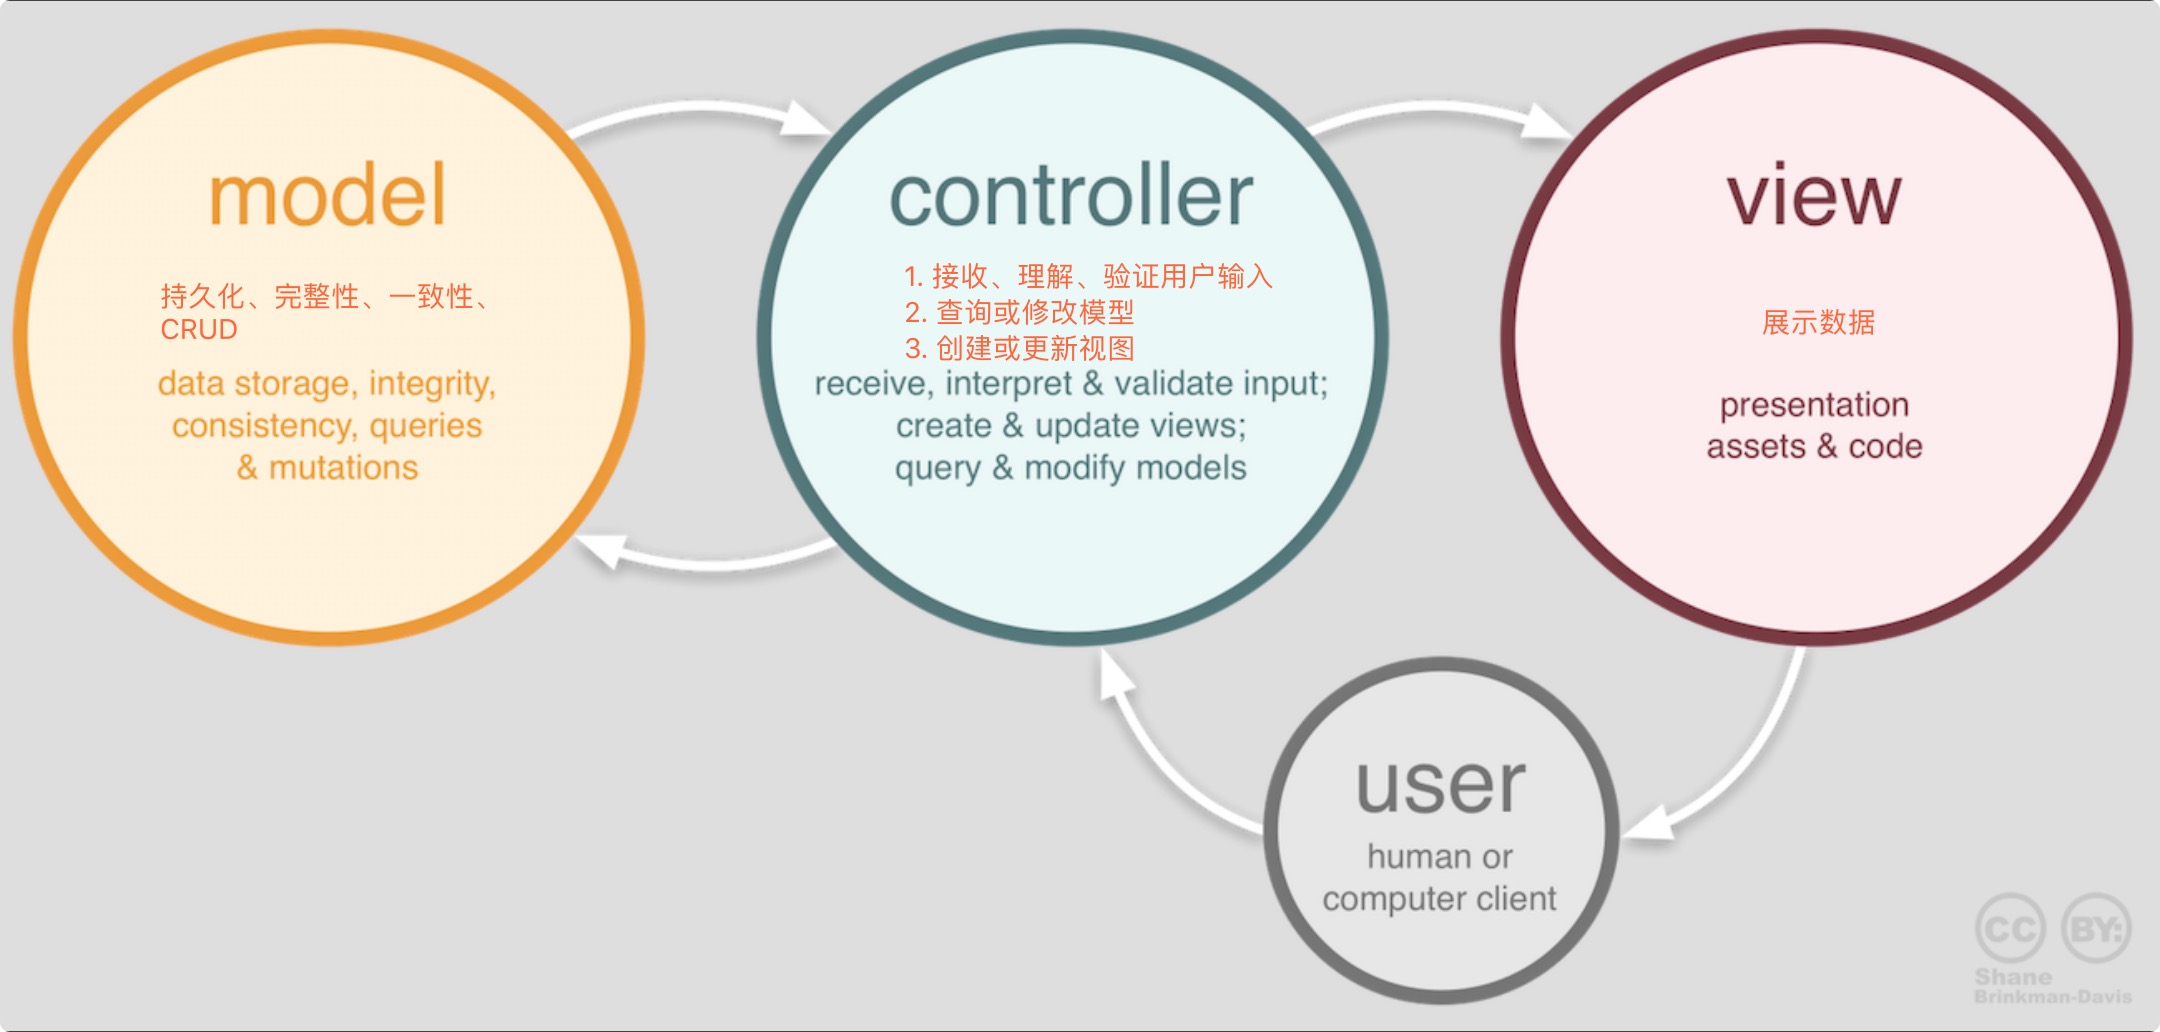 model
持久化、完整性、一致性、
CRUD
data storage, integrity,
consistency, queries
& mutations
controller
1. 接收、理解、验证用户输入
2. 查询或修改模型
3. 创建或更新视图
receive, interpret & validate input;
create & update views;
query & modify models
view
展示数据
presentation
assets & code
user
human or
computer client
CC BY:
Shane
Brinkman-Davis